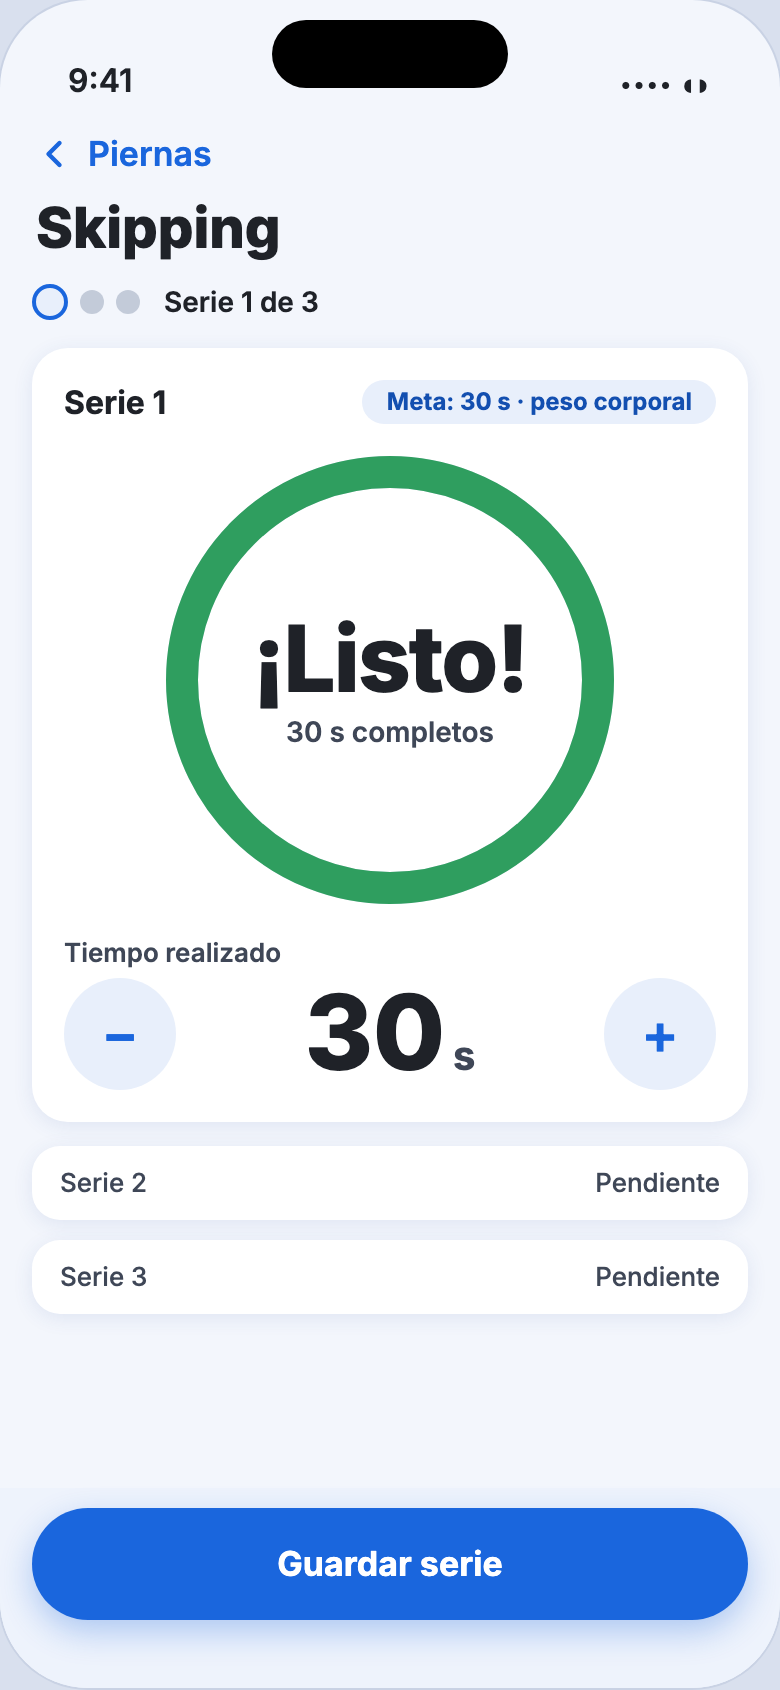 9:41
Piernas
Skipping
Serie 1 de 3
Serie 1
Meta: 30 s · peso corporal
¡Listo!
30 s completos
Tiempo realizado
− 30 s +
Serie 2 Pendiente
Serie 3 Pendiente
Guardar serie